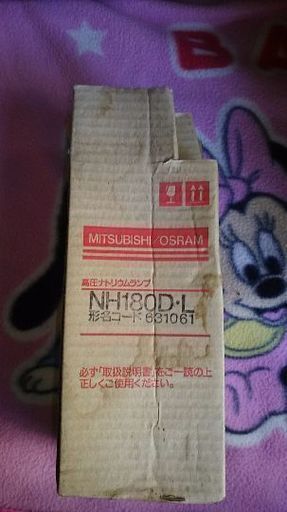 BA
MITSUBISHI/OSRAM
高圧ナトリウムランプ
NH180D・L
形名コード 631061
必ず「取扱説明書」をご一読の上
正しくご使用ください。